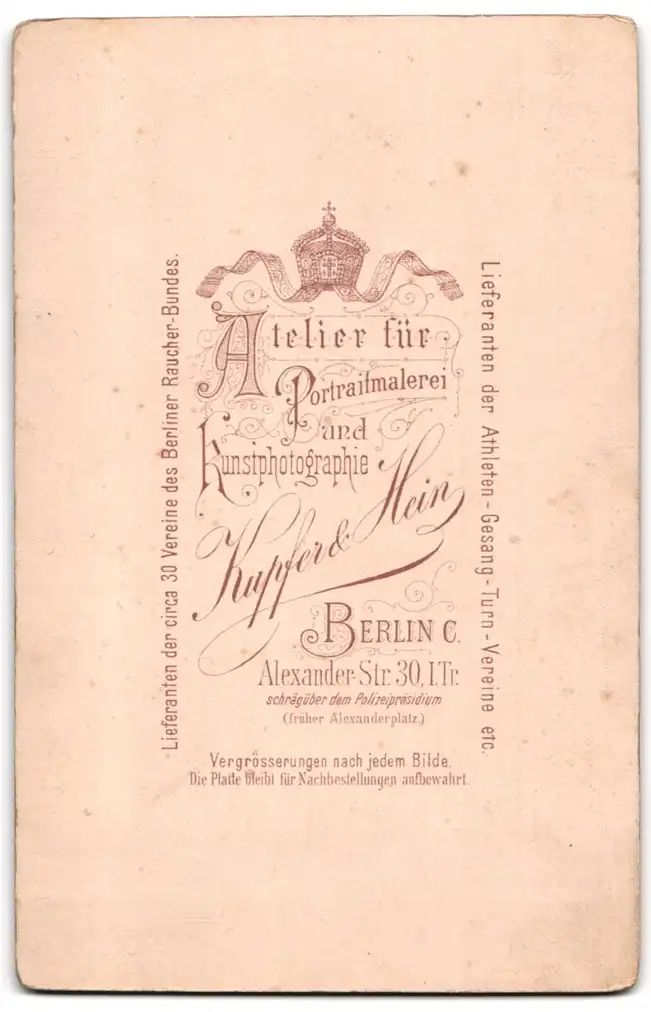 Atelier für
Portraitmalerei
und
Kunstphotographie
Kupfer & Hein
BERLIN C.
Alexander-Str. 30, I. Tr.
schrägüber dem Polizeipräsidium
(früher Alexanderplatz.)
Vergrösserungen nach jedem Bilde.
Die Platte bleibt für Nachbestellungen aufbewahrt.
Lieferanten der circa 30 Vereine des Berliner Raucher-Bundes.
Lieferanten der Athleten-Gesang-Turn-Vereine etc.